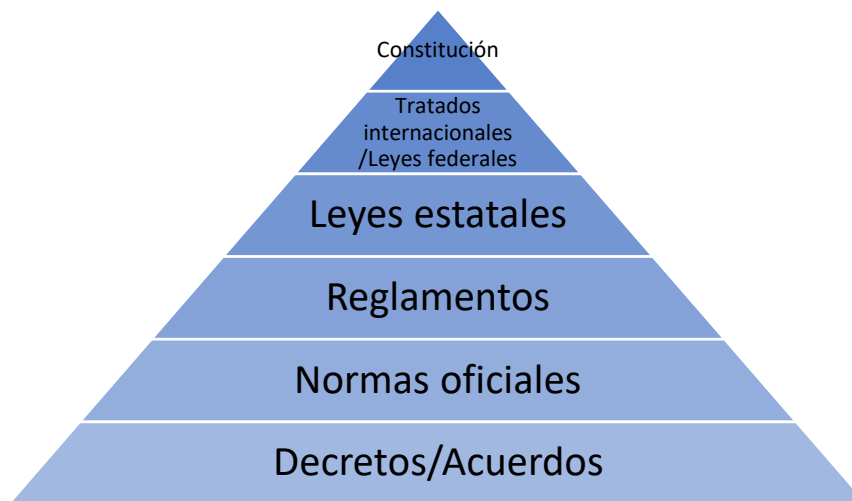 Constitución
Tratados
internacionales
/Leyes federales
Leyes estatales
Reglamentos
Normas oficiales
Decretos/Acuerdos